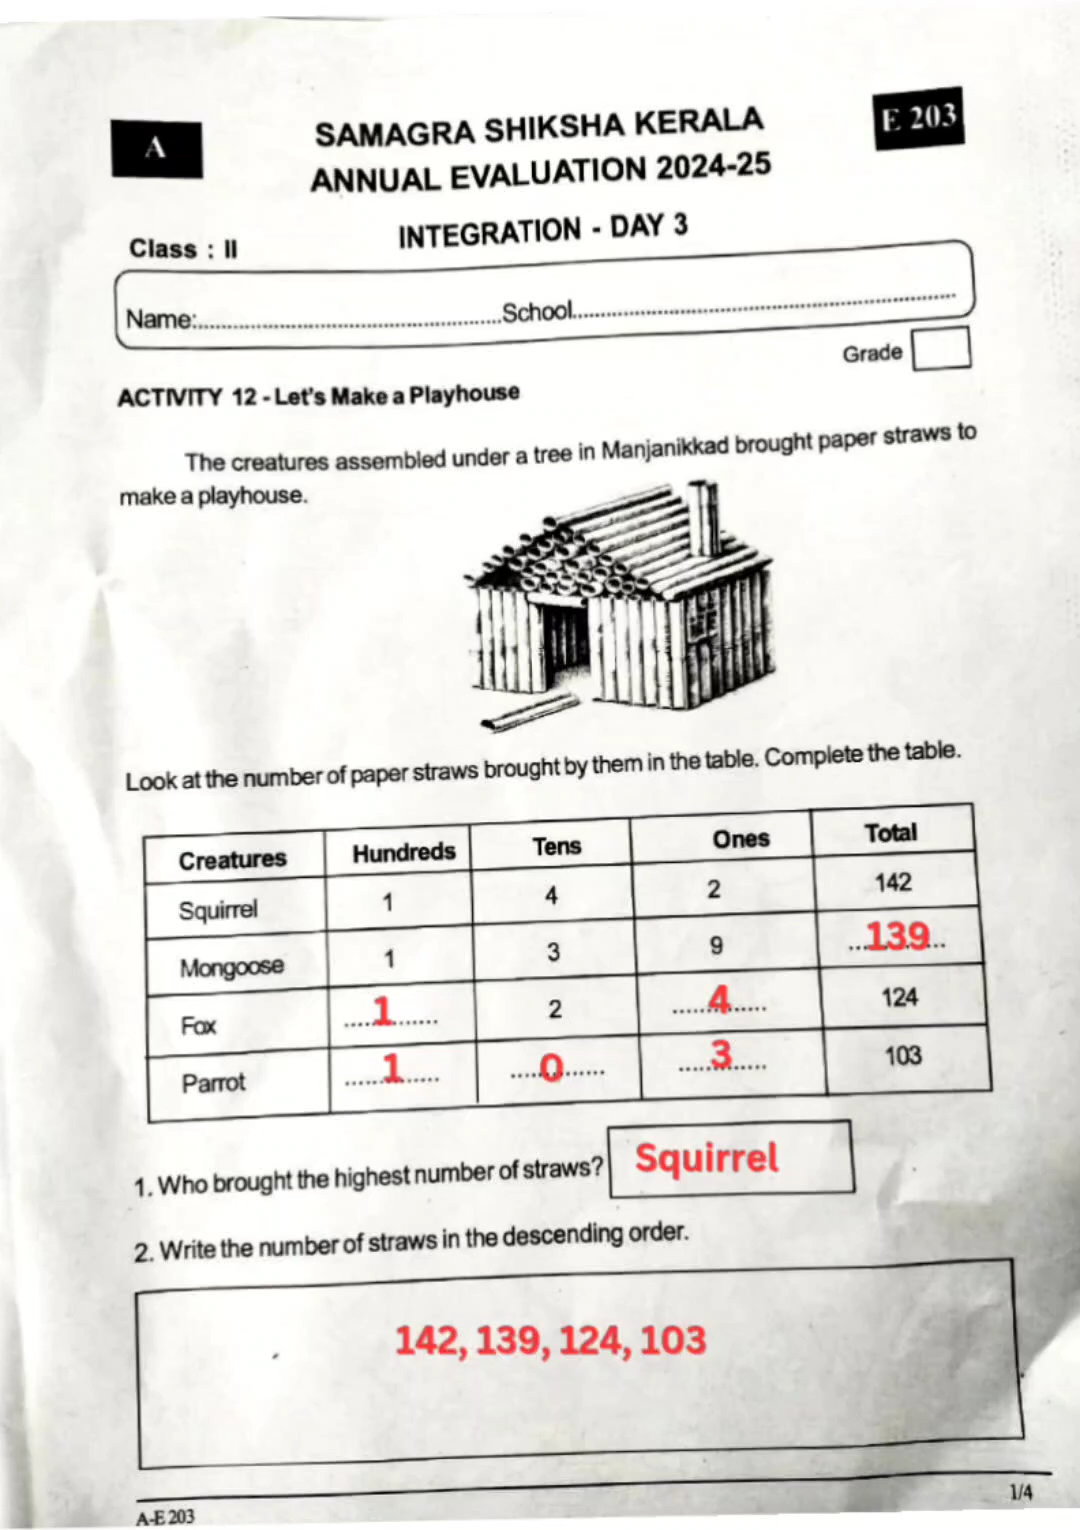 A
SAMAGRA SHIKSHA KERALA
E 203
ANNUAL EVALUATION 2024-25
INTEGRATION - DAY 3
Class : II
Name:..................................................School..................................................................
Grade
ACTIVITY 12 - Let's Make a Playhouse
The creatures assembled under a tree in Manjanikkad brought paper straws to
make a playhouse.
Look at the number of paper straws brought by them in the table. Complete the table.
Creatures Hundreds Tens Ones Total
Squirrel 1 4 2 142
Mongoose 1 3 9 139
Fox 1 2 4 124
Parrot 1 0 3 103
1. Who brought the highest number of straws? Squirrel
2. Write the number of straws in the descending order.
142, 139, 124, 103
1/4
A-E 203